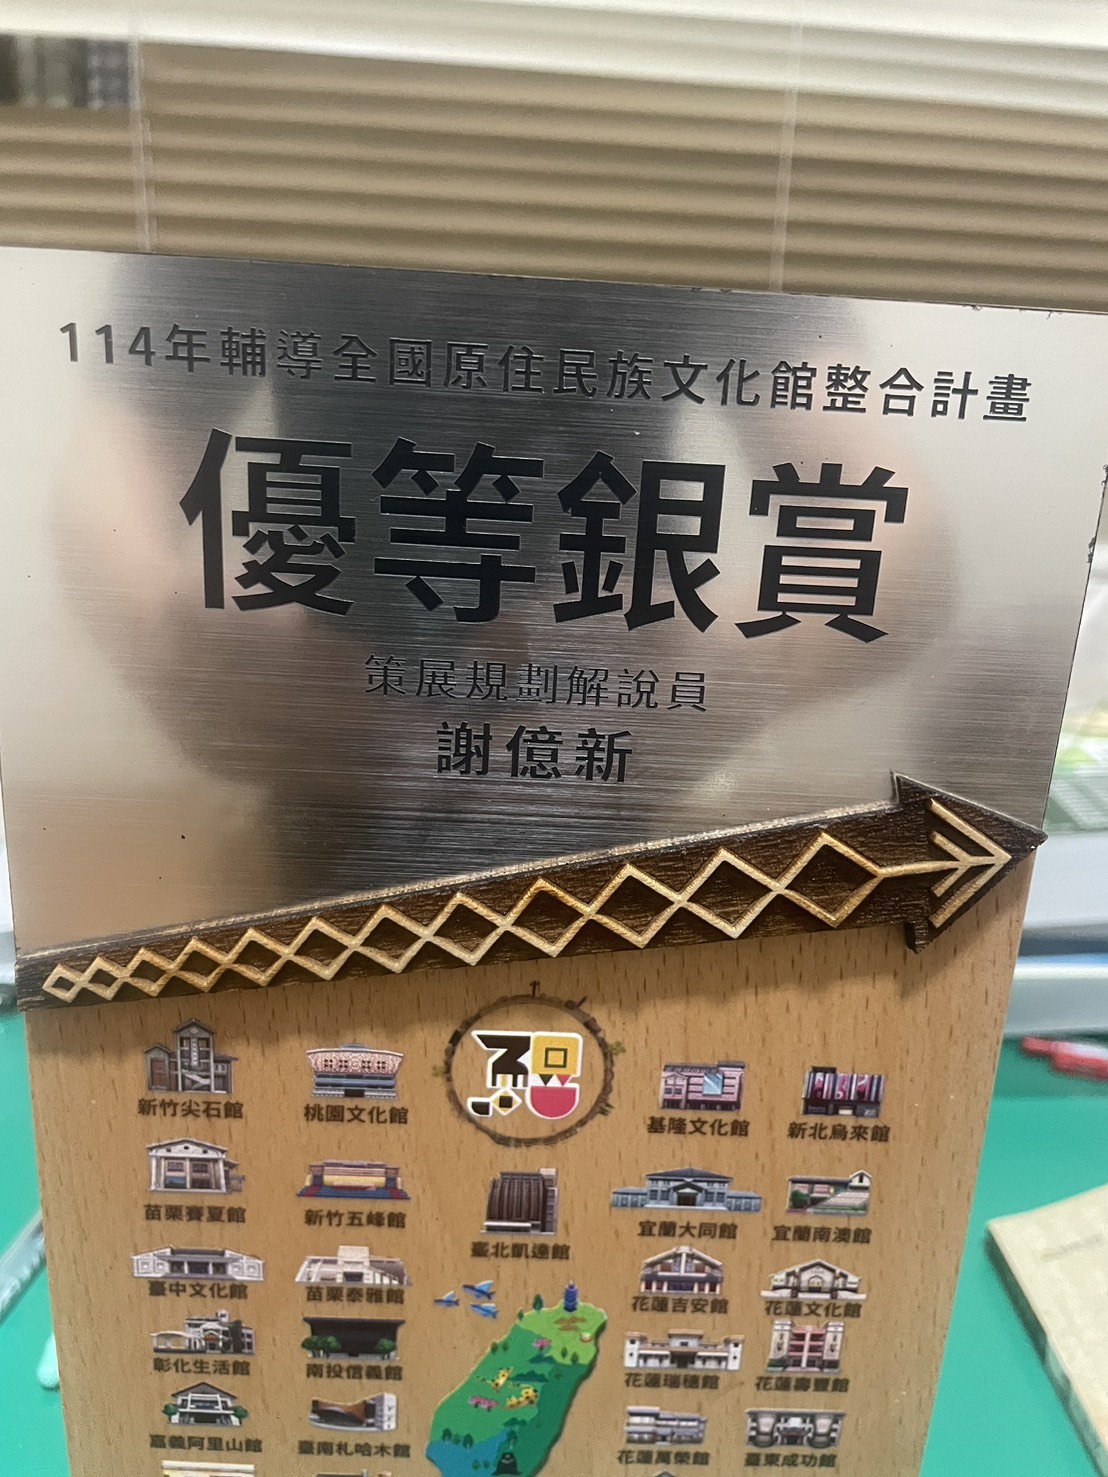 114年輔導全國原住民族文化館整合計畫
優等銀賞
策展規劃解說員
謝億新
新竹尖石館
桃園文化館
基隆文化館
新北烏來館
苗栗賽夏館
新竹五峰館
臺北凱達館
宜蘭大同館
宜蘭南澳館
臺中文化館
苗栗泰雅館
花蓮吉安館
花蓮文化館
彰化生活館
南投信義館
花蓮瑞穗館
花蓮壽豐館
嘉義阿里山館
臺南札哈木館
花蓮萬榮館
臺東成功館